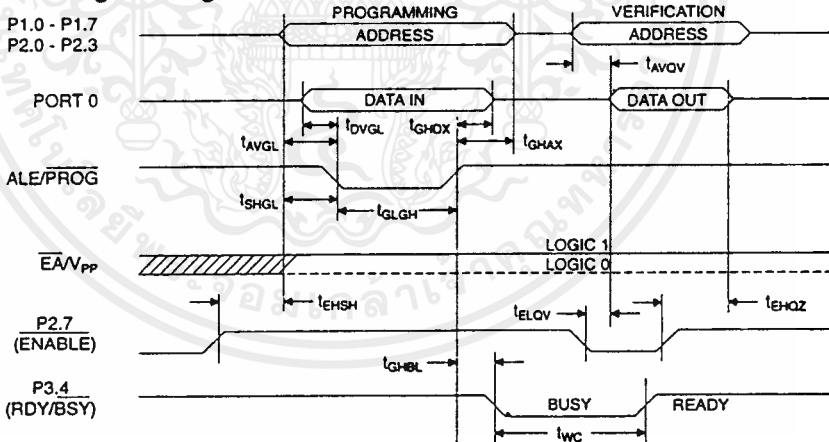 PROGRAMMING
VERIFICATION
P1.0 - P1.7
P2.0 - P2.3
ADDRESS
ADDRESS
tAVQV
PORT 0
DATA IN
DATA OUT
tDVGL
tGHDX
tAVGL
tGHAX
ALE/PROG
tSHGL
tGLGH
LOGIC 1
EA/VPP
LOGIC 0
tEHSH
tELQV
tEHQZ
P2.7
(ENABLE)
tGHBL
P3.4
(RDY/BSY)
BUSY
READY
tWC